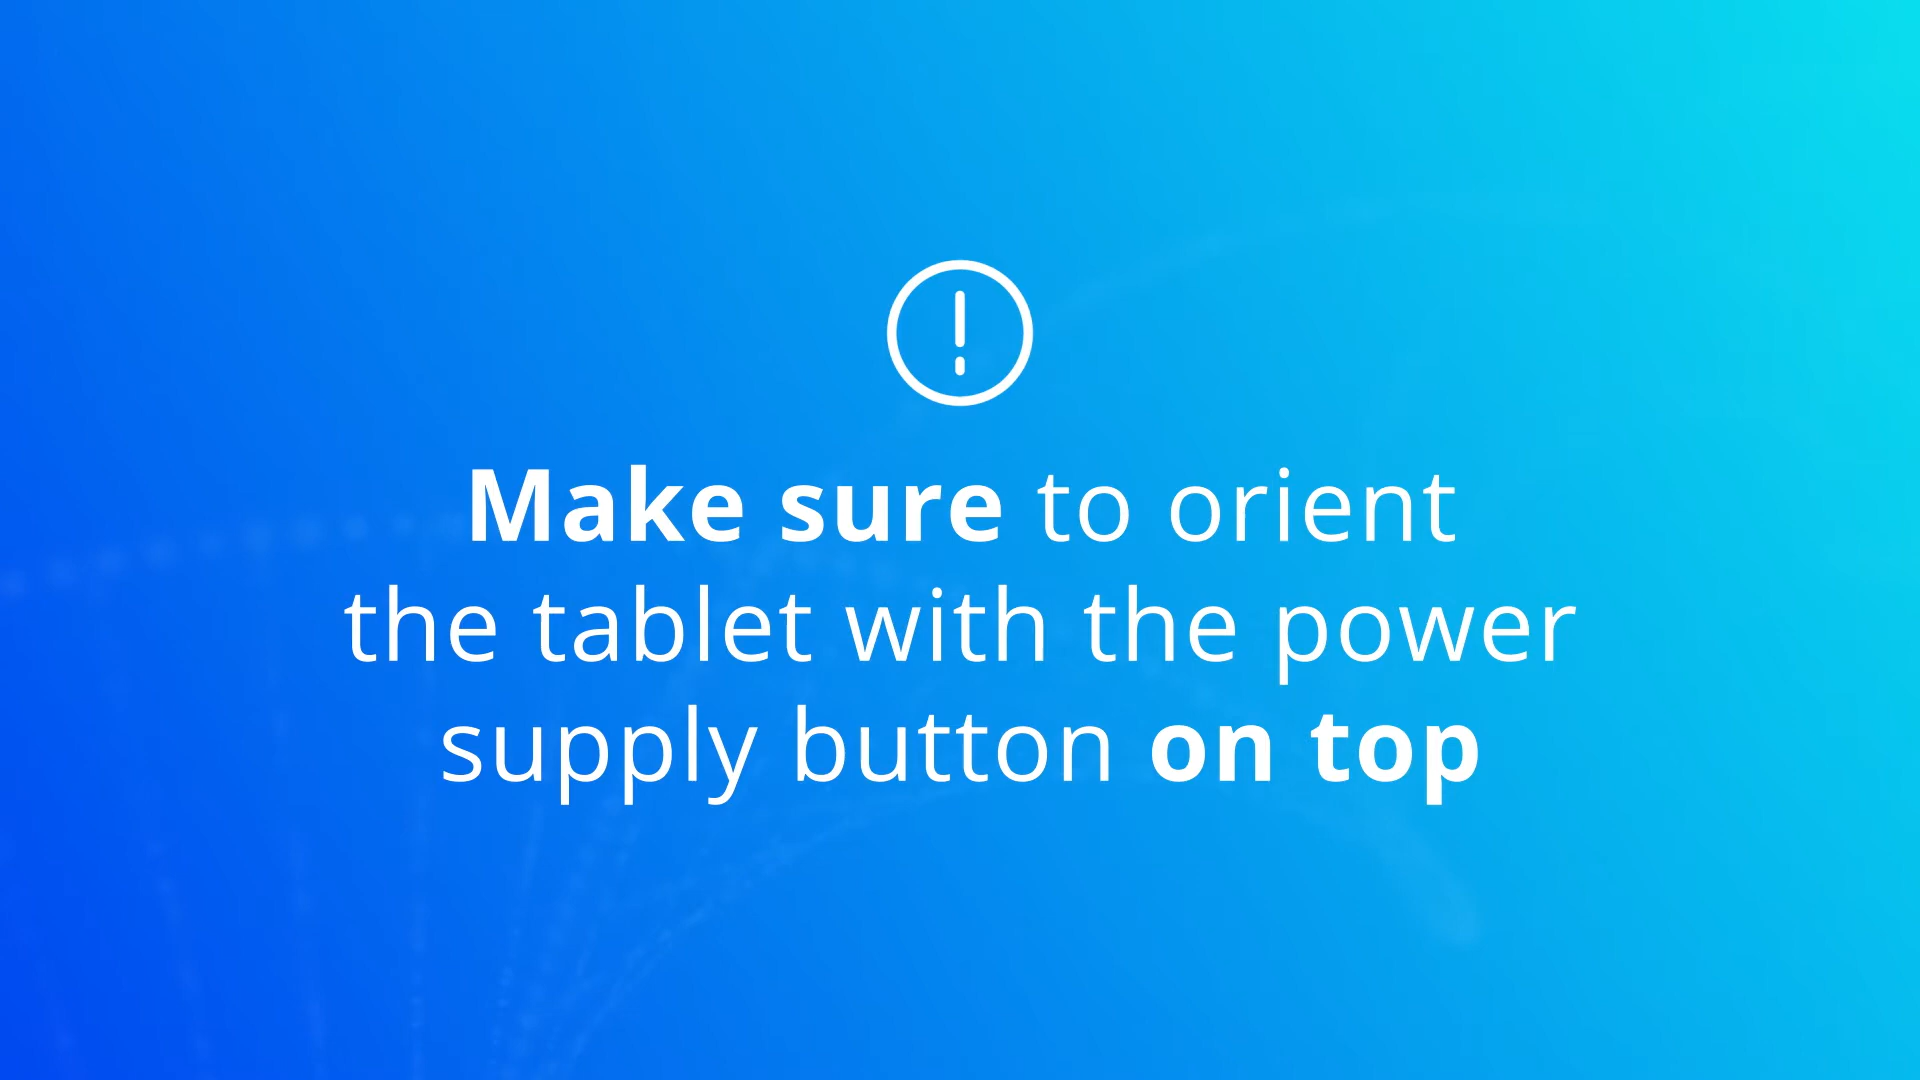 Make sure to orient
the tablet with the power
supply button on top